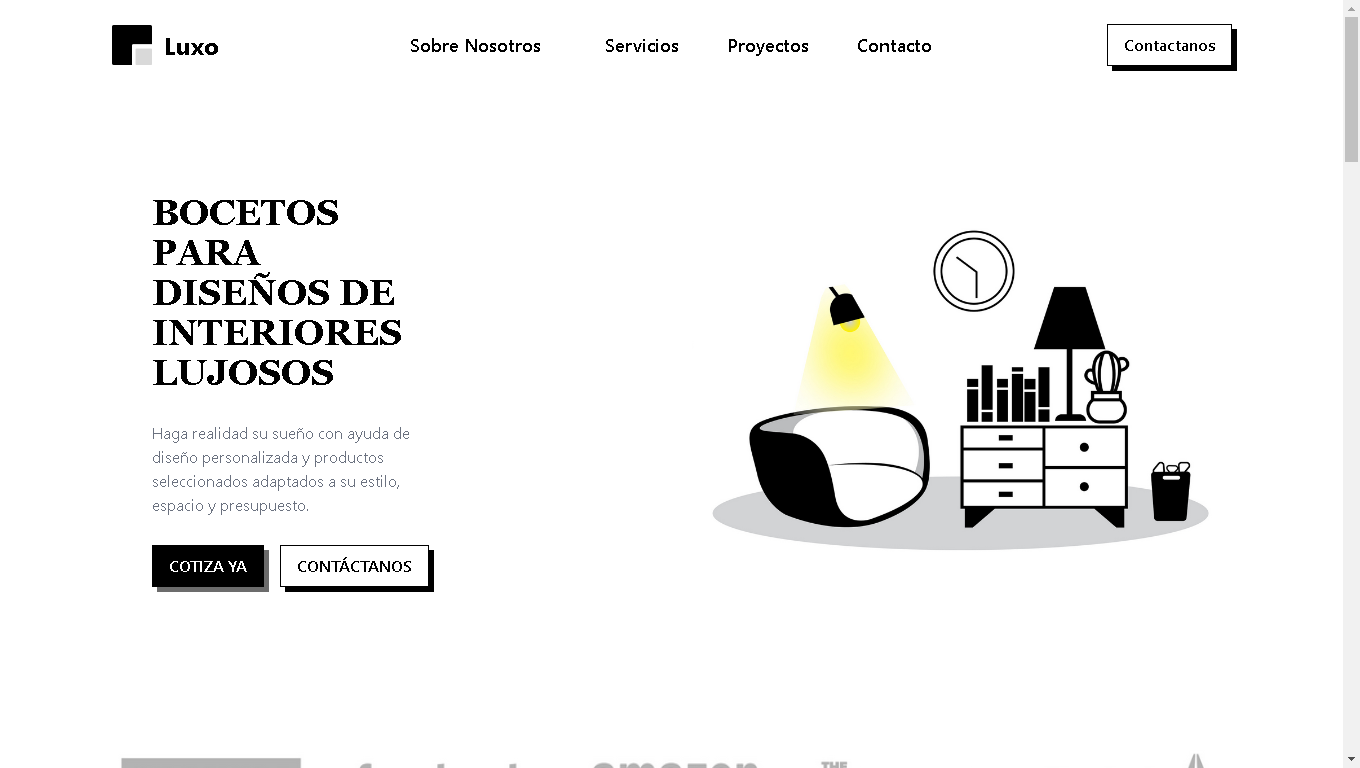 Luxo
Sobre Nosotros
Servicios
Proyectos
Contacto
Contactanos
BOCETOS
PARA
DISEÑOS DE
INTERIORES
LUJOSOS
Haga realidad su sueño con ayuda de
diseño personalizada y productos
seleccionados adaptados a su estilo,
espacio y presupuesto.
COTIZA YA
CONTÁCTANOS
THE